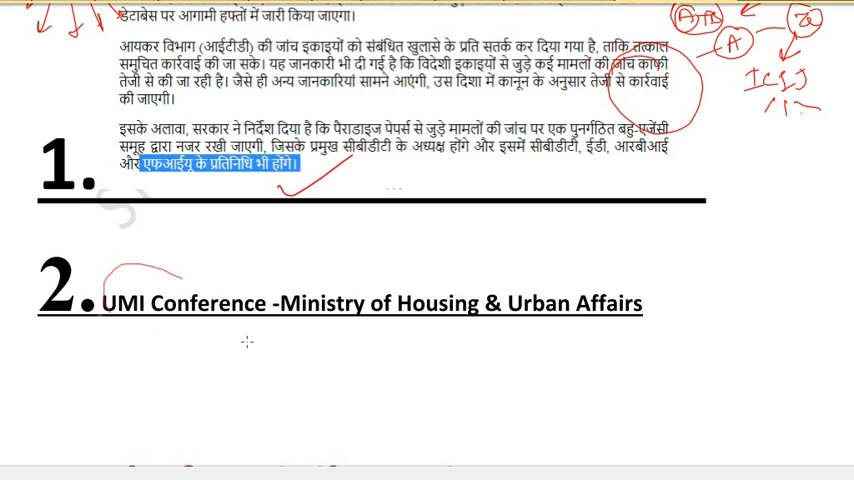 डेटाबेस पर आगामी हफ्तों में जारी किया जाएगा।
A+B
A
आयकर विभाग (आईटीडी) की जांच इकाइयों को संबंधित खुलासे के प्रति सतर्क कर दिया गया है, ताकि तत्काल
समुचित कार्रवाई की जा सके। यह जानकारी भी दी गई है कि विदेशी इकाइयों से जुड़े कई मामलों की जांच काफी
तेजी से की जा रही है। जैसे ही अन्य जानकारियां सामने आएंगी, उस दिशा में कानून के अनुसार तेजी से कार्रवाई
की जाएगी।
ICIJ
इसके अलावा, सरकार ने निर्देश दिया है कि पैराडाइज पेपर्स से जुड़े मामलों की जांच पर एक पुनर्गठित बहु-एजेंसी
समूह द्वारा नजर रखी जाएगी, जिसके प्रमुख सीबीडीटी के अध्यक्ष होंगे और इसमें सीबीडीटी, ईडी, आरबीआई
और एफआईयू के प्रतिनिधि भी होंगे।
1.
2. UMI Conference -Ministry of Housing & Urban Affairs